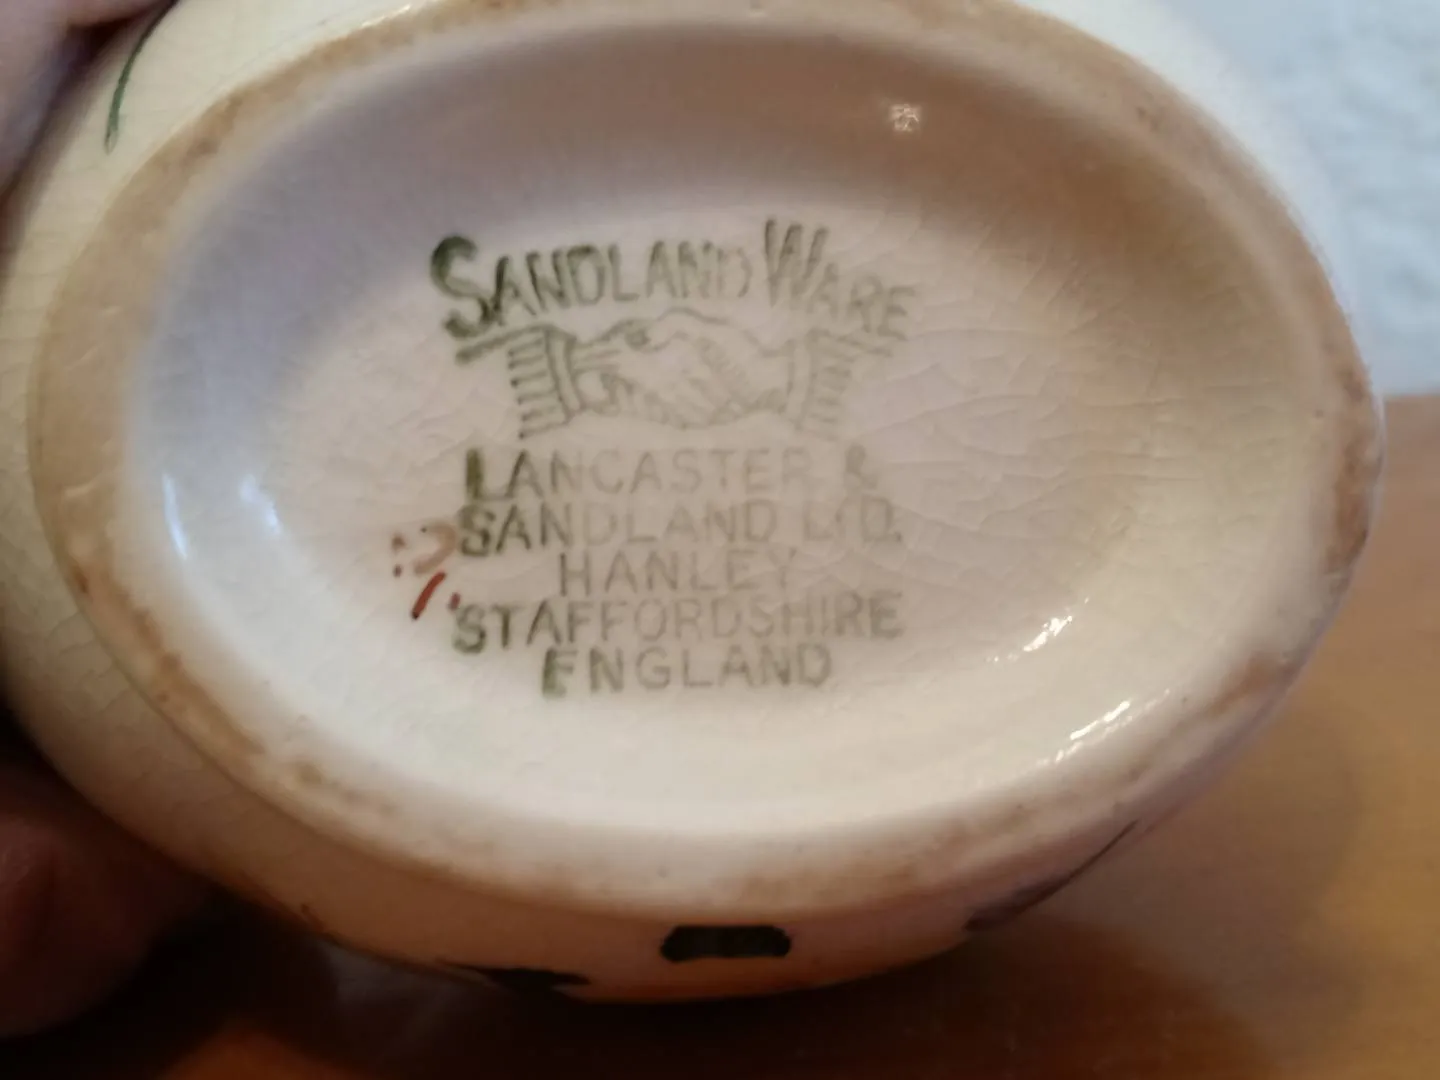 SANDLAND WARE
LANCASTER &
SANDLAND LTD.
HANLEY
STAFFORDSHIRE
ENGLAND